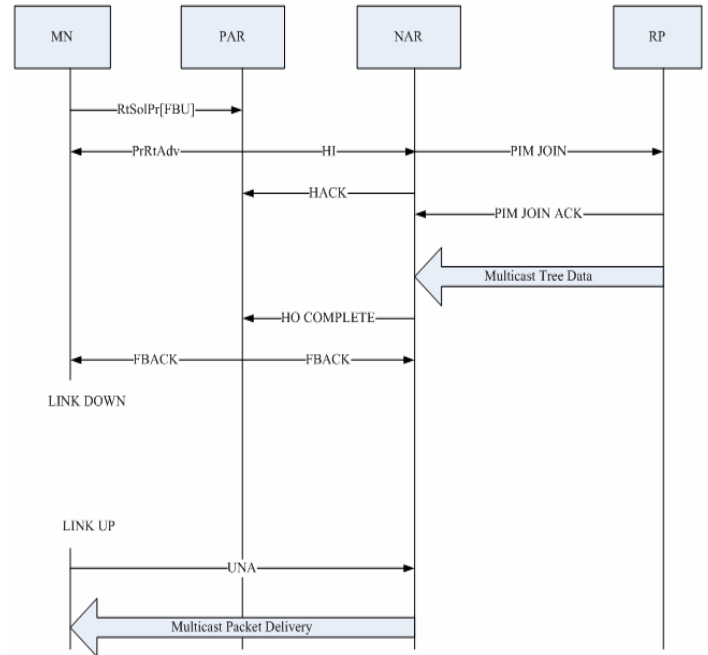 MN
PAR
NAR
RP
RtSolPr[FBU]
PrRtAdv
HI
PIM JOIN
HACK
PIM JOIN ACK
Multicast Tree Data
HO COMPLETE
FBACK
FBACK
LINK DOWN
LINK UP
UNA
Multicast Packet Delivery